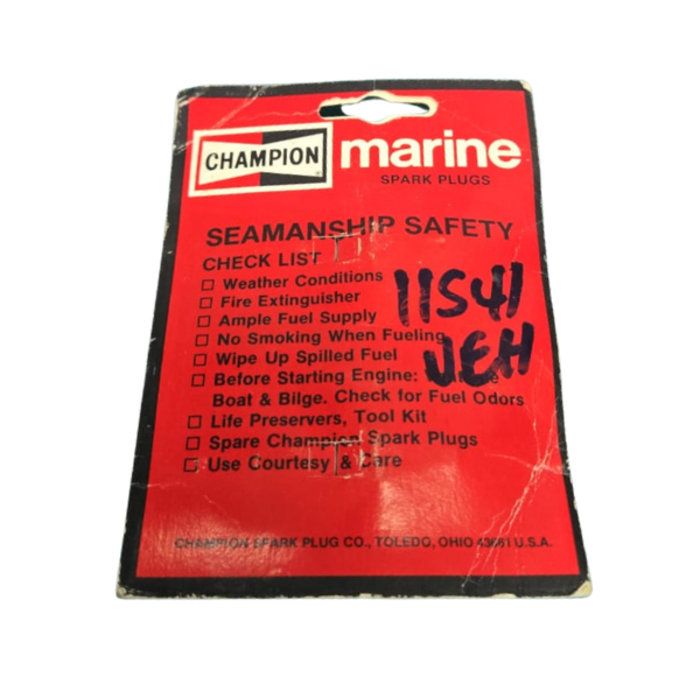 CHAMPION
marine
SPARK PLUGS
SEAMANSHIP SAFETY
CHECK LIST
Weather Conditions
Fire Extinguisher
Ample Fuel Supply
No Smoking When Fueling
Wipe Up Spilled Fuel
Before Starting Engine:
Boat & Bilge. Check for Fuel Odors
Life Preservers, Tool Kit
Spare Champion Spark Plugs
Use Courtesy & Care
11541
JEH
CHAMPION SPARK PLUG CO., TOLEDO, OHIO 43661 U.S.A.